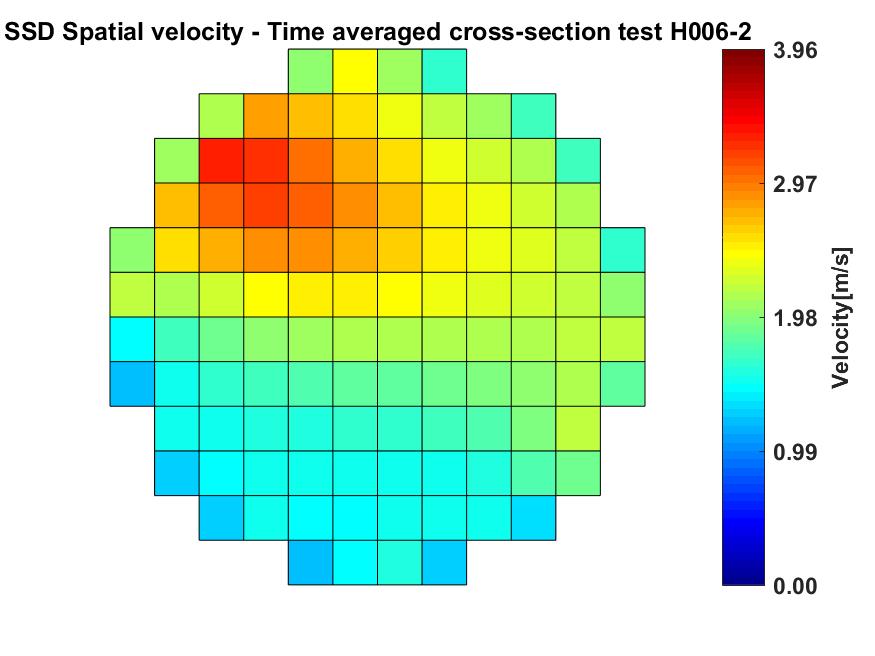 SSD Spatial velocity - Time averaged cross-section test H006-2
3.96
2.97
1.98
0.99
0.00
Velocity[m/s]